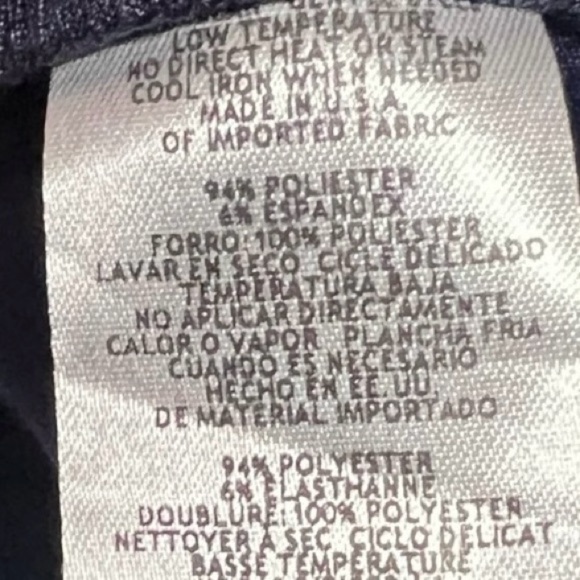 LOW TEMPERATURE
NO DIRECT HEAT OR STEAM
COOL IRON WHEN NEEDED
MADE IN U.S.A.
OF IMPORTED FABRIC
94% POLIESTER
6% ESPANDEX
FORRO: 100% POLIESTER
LAVAR EN SECO CICLE DELICADO
TEMPERATURA BAJA
NO APLICAR DIRECTAMENTE
CALOR O VAPOR PLANCHA FRIA
CUANDO ES NECESARIO
HECHO EN EE.UU.
DE MATERIAL IMPORTADO
94% POLYESTER
6% ELASTHANNE
DOUBLURE: 100% POLYESTER
NETTOYER A SEC CICLO DELICAT
BASSE TEMPERATURE